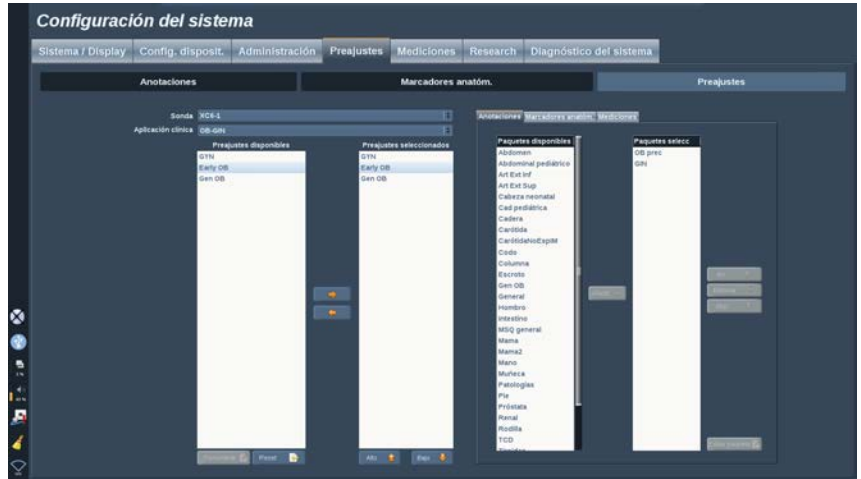 Configuración del sistema
Sistema / Display Config. disposit. Administración Preajustes Mediciones Research Diagnóstico del sistema
Anotaciones Marcadores anatóm. Preajustes
Sonda XC6-1
Aplicación clínica OB-GIN
Preajustes disponibles
GYN
Early OB
Gen OB
Reset
Preajustes seleccionados
GYN
Early OB
Gen OB
Alto Bajo
Anotaciones Marcadores anatóm. Mediciones
Paquetes disponibles
Abdomen
Abdominal pediátrico
Art Ext Inf
Art Ext Sup
Cabeza neonatal
Cad pediátrica
Cadera
Carótida
CarótidaNoExpIM
Codo
Columna
Escroto
Gen OB
General
Hombro
Intestino
MSQ general
Mama
Mama2
Mano
Muñeca
Patologías
Pie
Próstata
Renal
Rodilla
TCD
Paquetes selecc
OB prec
GIN